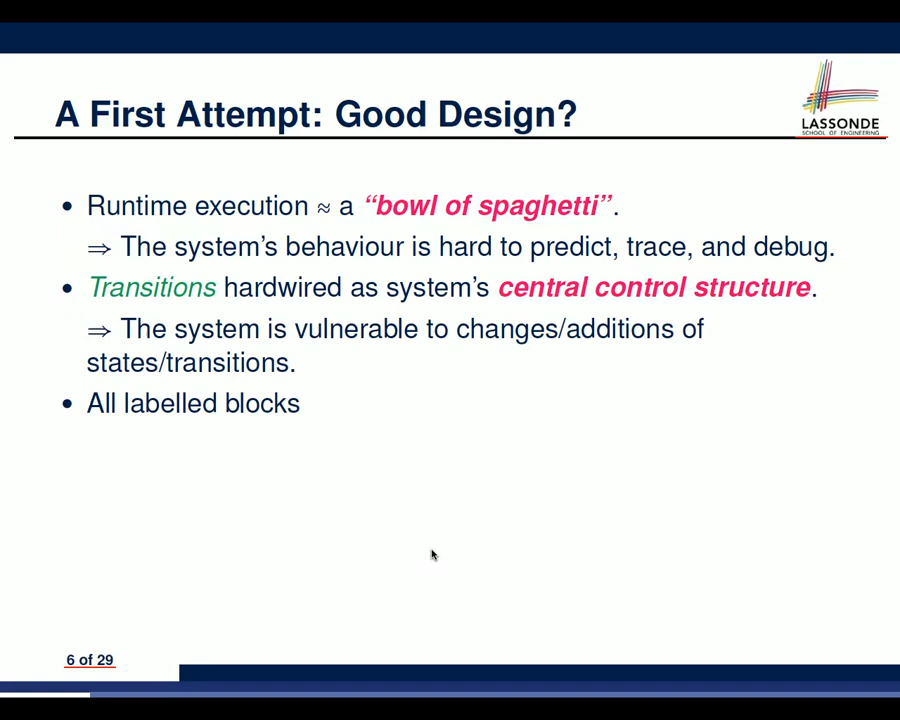 A First Attempt: Good Design?
LASSONDE
SCHOOL OF ENGINEERING
• Runtime execution ≈ a “bowl of spaghetti”.
⇒ The system’s behaviour is hard to predict, trace, and debug.
• Transitions hardwired as system’s central control structure.
⇒ The system is vulnerable to changes/additions of
states/transitions.
• All labelled blocks
6 of 29